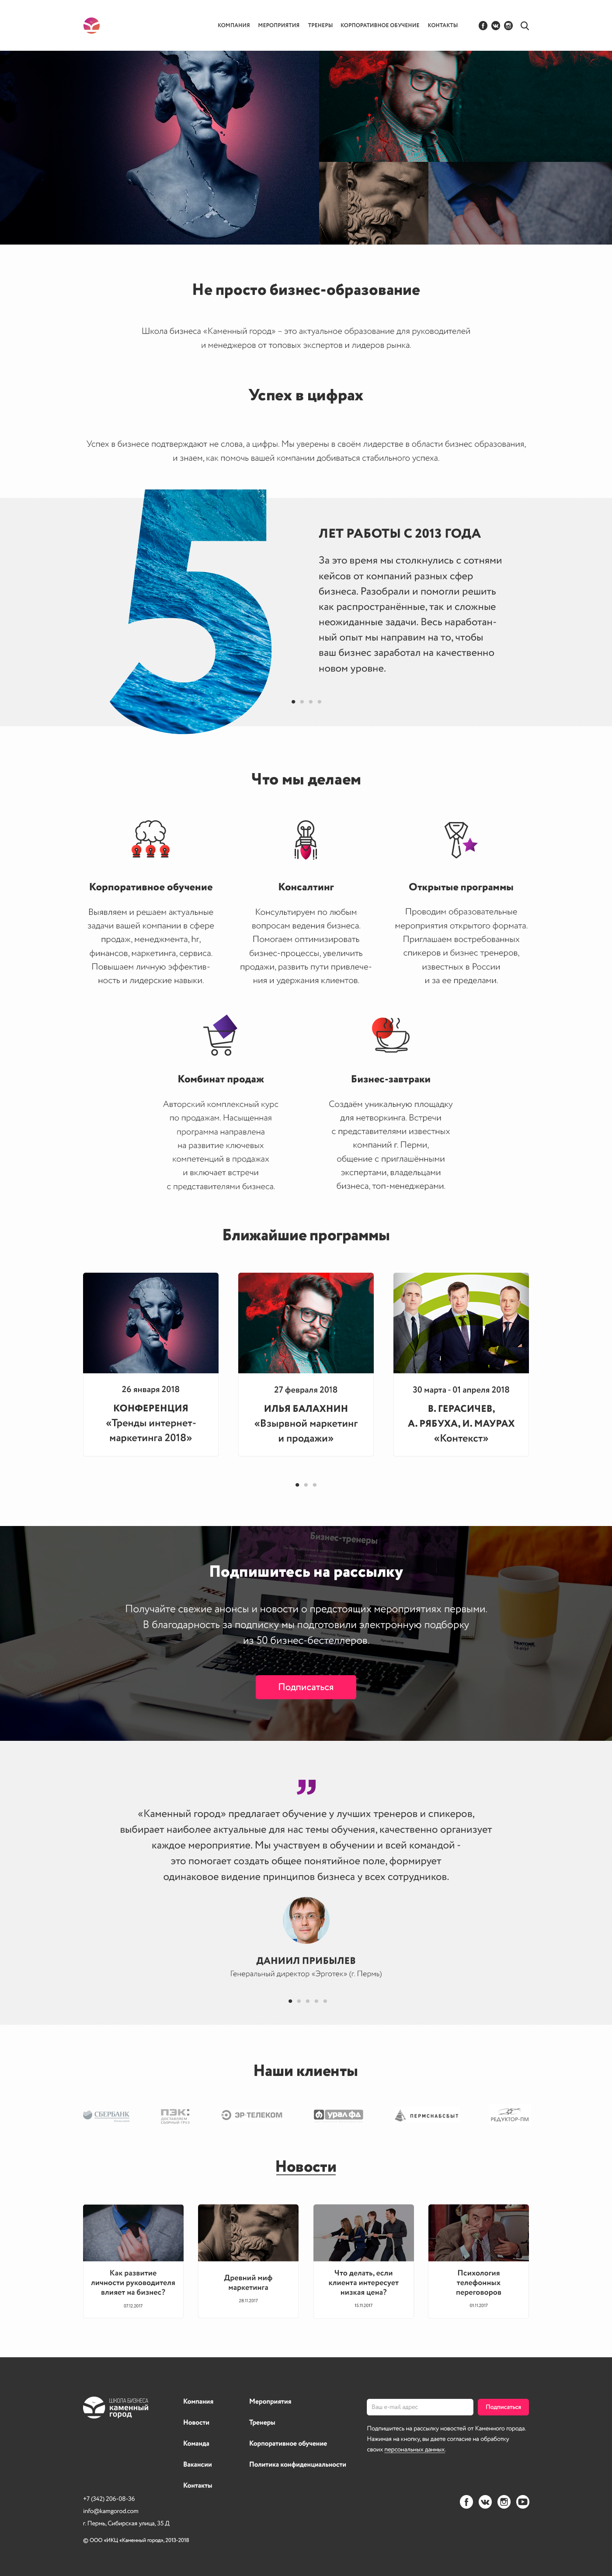 КОМПАНИЯ МЕРОПРИЯТИЯ ТРЕНЕРЫ КОРПОРАТИВНОЕ ОБУЧЕНИЕ КОНТАКТЫ
Не просто бизнес-образование
Школа бизнеса «Каменный город» – это актуальное образование для руководителей
и менеджеров от топовых экспертов и лидеров рынка.
Успех в цифрах
Успех в бизнесе подтверждают не слова, а цифры. Мы уверены в своём лидерстве в области бизнес образования,
и знаем, как помочь вашей компании добиваться стабильного успеха.
5
ЛЕТ РАБОТЫ С 2013 ГОДА
За это время мы столкнулись с сотнями
кейсов от компаний разных сфер
бизнеса. Разобрали и помогли решить
как распространённые, так и сложные
неожиданные задачи. Весь наработан-
ный опыт мы направим на то, чтобы
ваш бизнес заработал на качественно
новом уровне.
Что мы делаем
Корпоративное обучение
Выявляем и решаем актуальные
задачи вашей компании в сфере
продаж, менеджмента, hr,
финансов, маркетинга, сервиса.
Повышаем личную эффектив-
ность и лидерские навыки.
Консалтинг
Консультируем по любым
вопросам ведения бизнеса.
Помогаем оптимизировать
бизнес-процессы, увеличить
продажи, развить пути привлече-
ния и удержания клиентов.
Открытые программы
Проводим образовательные
мероприятия открытого формата.
Приглашаем востребованных
спикеров и бизнес тренеров,
известных в России
и за ее пределами.
Комбинат продаж
Авторский комплексный курс
по продажам. Насыщенная
программа направлена
на развитие ключевых
компетенций в продажах
и включает встречи
с представителями бизнеса.
Бизнес-завтраки
Создаём уникальную площадку
для нетворкинга. Встречи
с представителями известных
компаний г. Перми,
общение с приглашёнными
экспертами, владельцами
бизнеса, топ-менеджерами.
Ближайшие программы
26 января 2018
КОНФЕРЕНЦИЯ
«Тренды интернет-
маркетинга 2018»
27 февраля 2018
ИЛЬЯ БАЛАХНИН
«Взырвной маркетинг
и продажи»
30 марта - 01 апреля 2018
В. ГЕРАСИЧЕВ,
А. РЯБУХА, И. МАУРАХ
«Контекст»
Бизнес-тренеры
Подпишитесь на рассылку
Получайте свежие анонсы и новости о предстоящих мероприятиях первыми.
В благодарность за подписку мы подготовили электронную подборку
из 50 бизнес-бестселлеров.
Подписаться
«Каменный город» предлагает обучение у лучших тренеров и спикеров,
выбирает наиболее актуальные для нас темы обучения, качественно организует
каждое мероприятие. Мы участвуем в обучении и всей командой -
это помогает создать общее понятийное поле, формирует
одинаковое видение принципов бизнеса у всех сотрудников.
ДАНИИЛ ПРИБЫЛЕВ
Генеральный директор «Эрготек» (г. Пермь)
Наши клиенты
СБЕРБАНК
ПЭК:
ЭР-ТЕЛЕКОМ
УРАЛ ФД
ПЕРМСНАБСБЫТ
РЕДУКТОР-ПМ
Новости
Как развитие
личности руководителя
влияет на бизнес?
07.12.2017
Древний миф
маркетинга
28.11.2017
Что делать, если
клиента интересует
низкая цена?
15.11.2017
Психология
телефонных
переговоров
01.11.2017
ШКОЛА БИЗНЕСА
каменный
город
Компания
Новости
Команда
Вакансии
Контакты
Мероприятия
Тренеры
Корпоративное обучение
Политика конфиденциальности
Ваш e-mail адрес
Подписаться
Подпишитесь на рассылку новостей от Каменного города.
Нажимая на кнопку, вы даете согласие на обработку
своих персональных данных.
+7 (342) 206-08-36
info@kamgorod.com
г. Пермь, Сибирская улица, 35 Д
© ООО «ИКЦ «Каменный город», 2013-2018